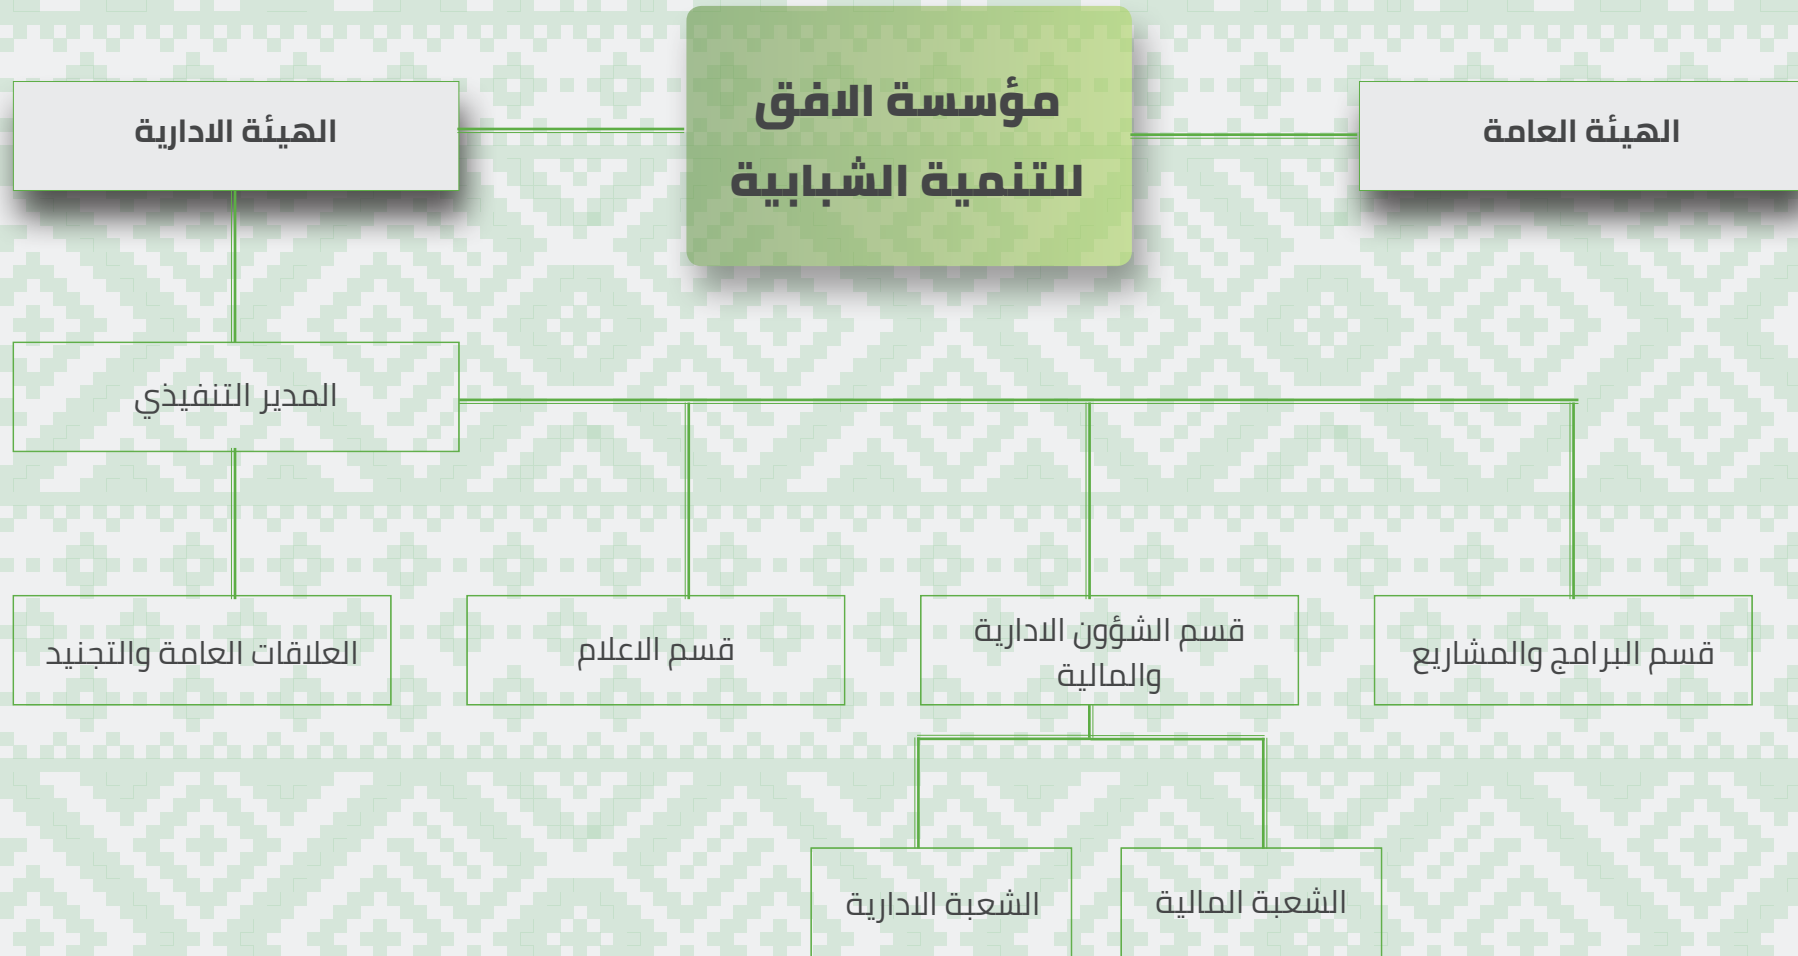 مؤسسة الافق
للتنمية الشبابية
الهيئة العامة
الهيئة الادارية
المدير التنفيذي
قسم البرامج والمشاريع
قسم الشؤون الادارية
والمالية
قسم الاعلام
العلاقات العامة والتجنيد
الشعبة المالية
الشعبة الادارية